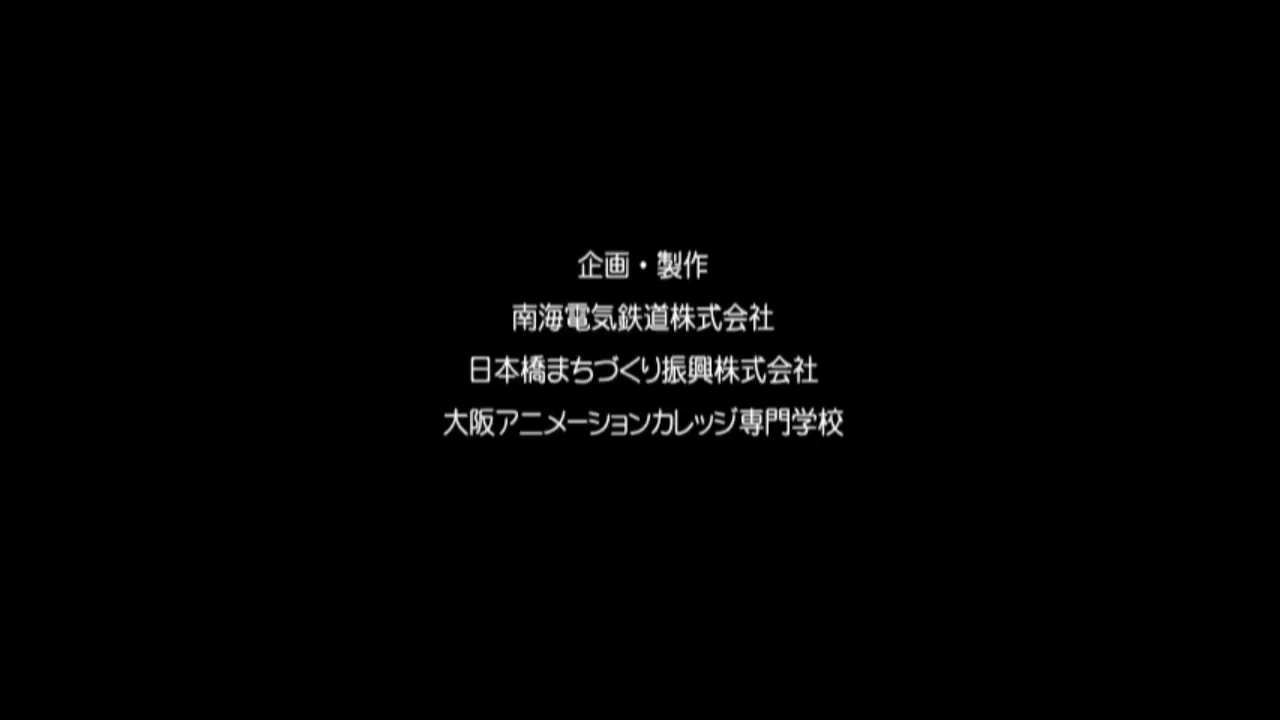 企画・製作
南海電気鉄道株式会社
日本橋まちづくり振興株式会社
大阪アニメーションカレッジ専門学校